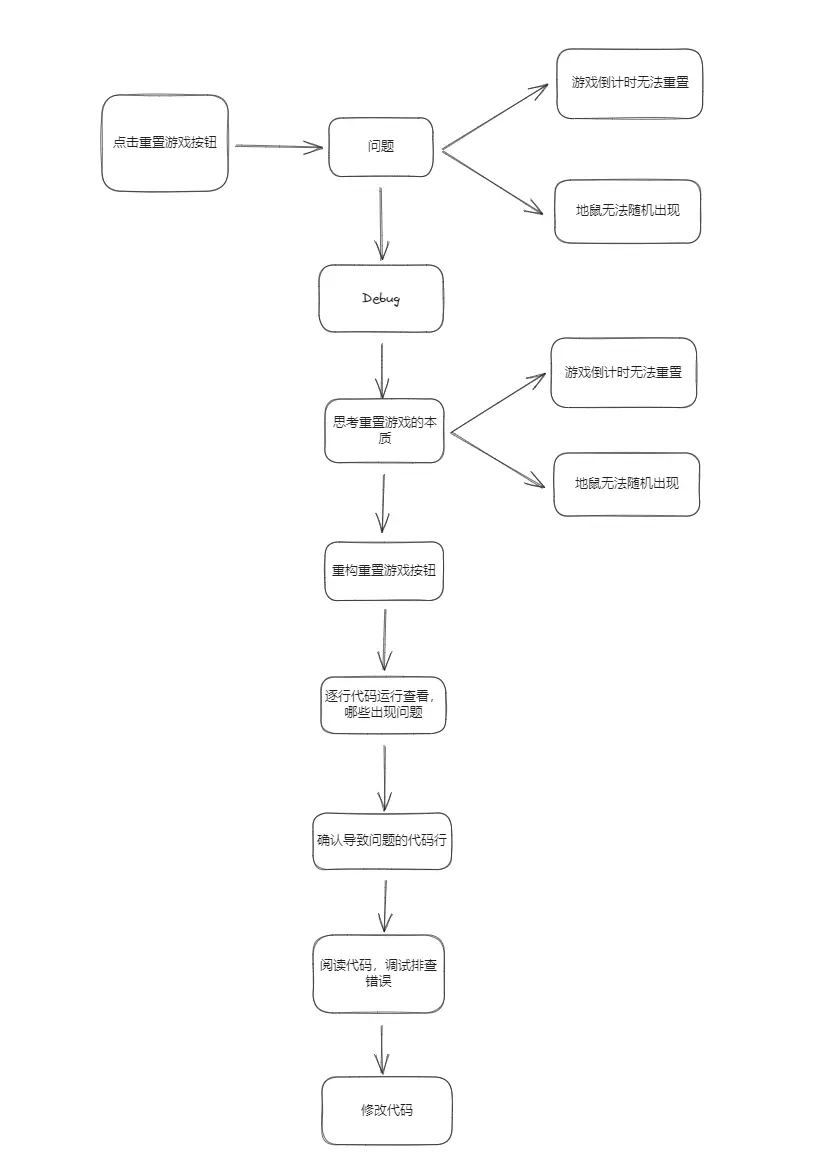 游戏倒计时无法重置
点击重置游戏按钮
问题
地鼠无法随机出现
Debug
游戏倒计时无法重置
思考重置游戏的本
质
地鼠无法随机出现
重构重置游戏按钮
逐行代码运行查看，
哪些出现问题
确认导致问题的代码行
阅读代码，调试排查
错误
修改代码